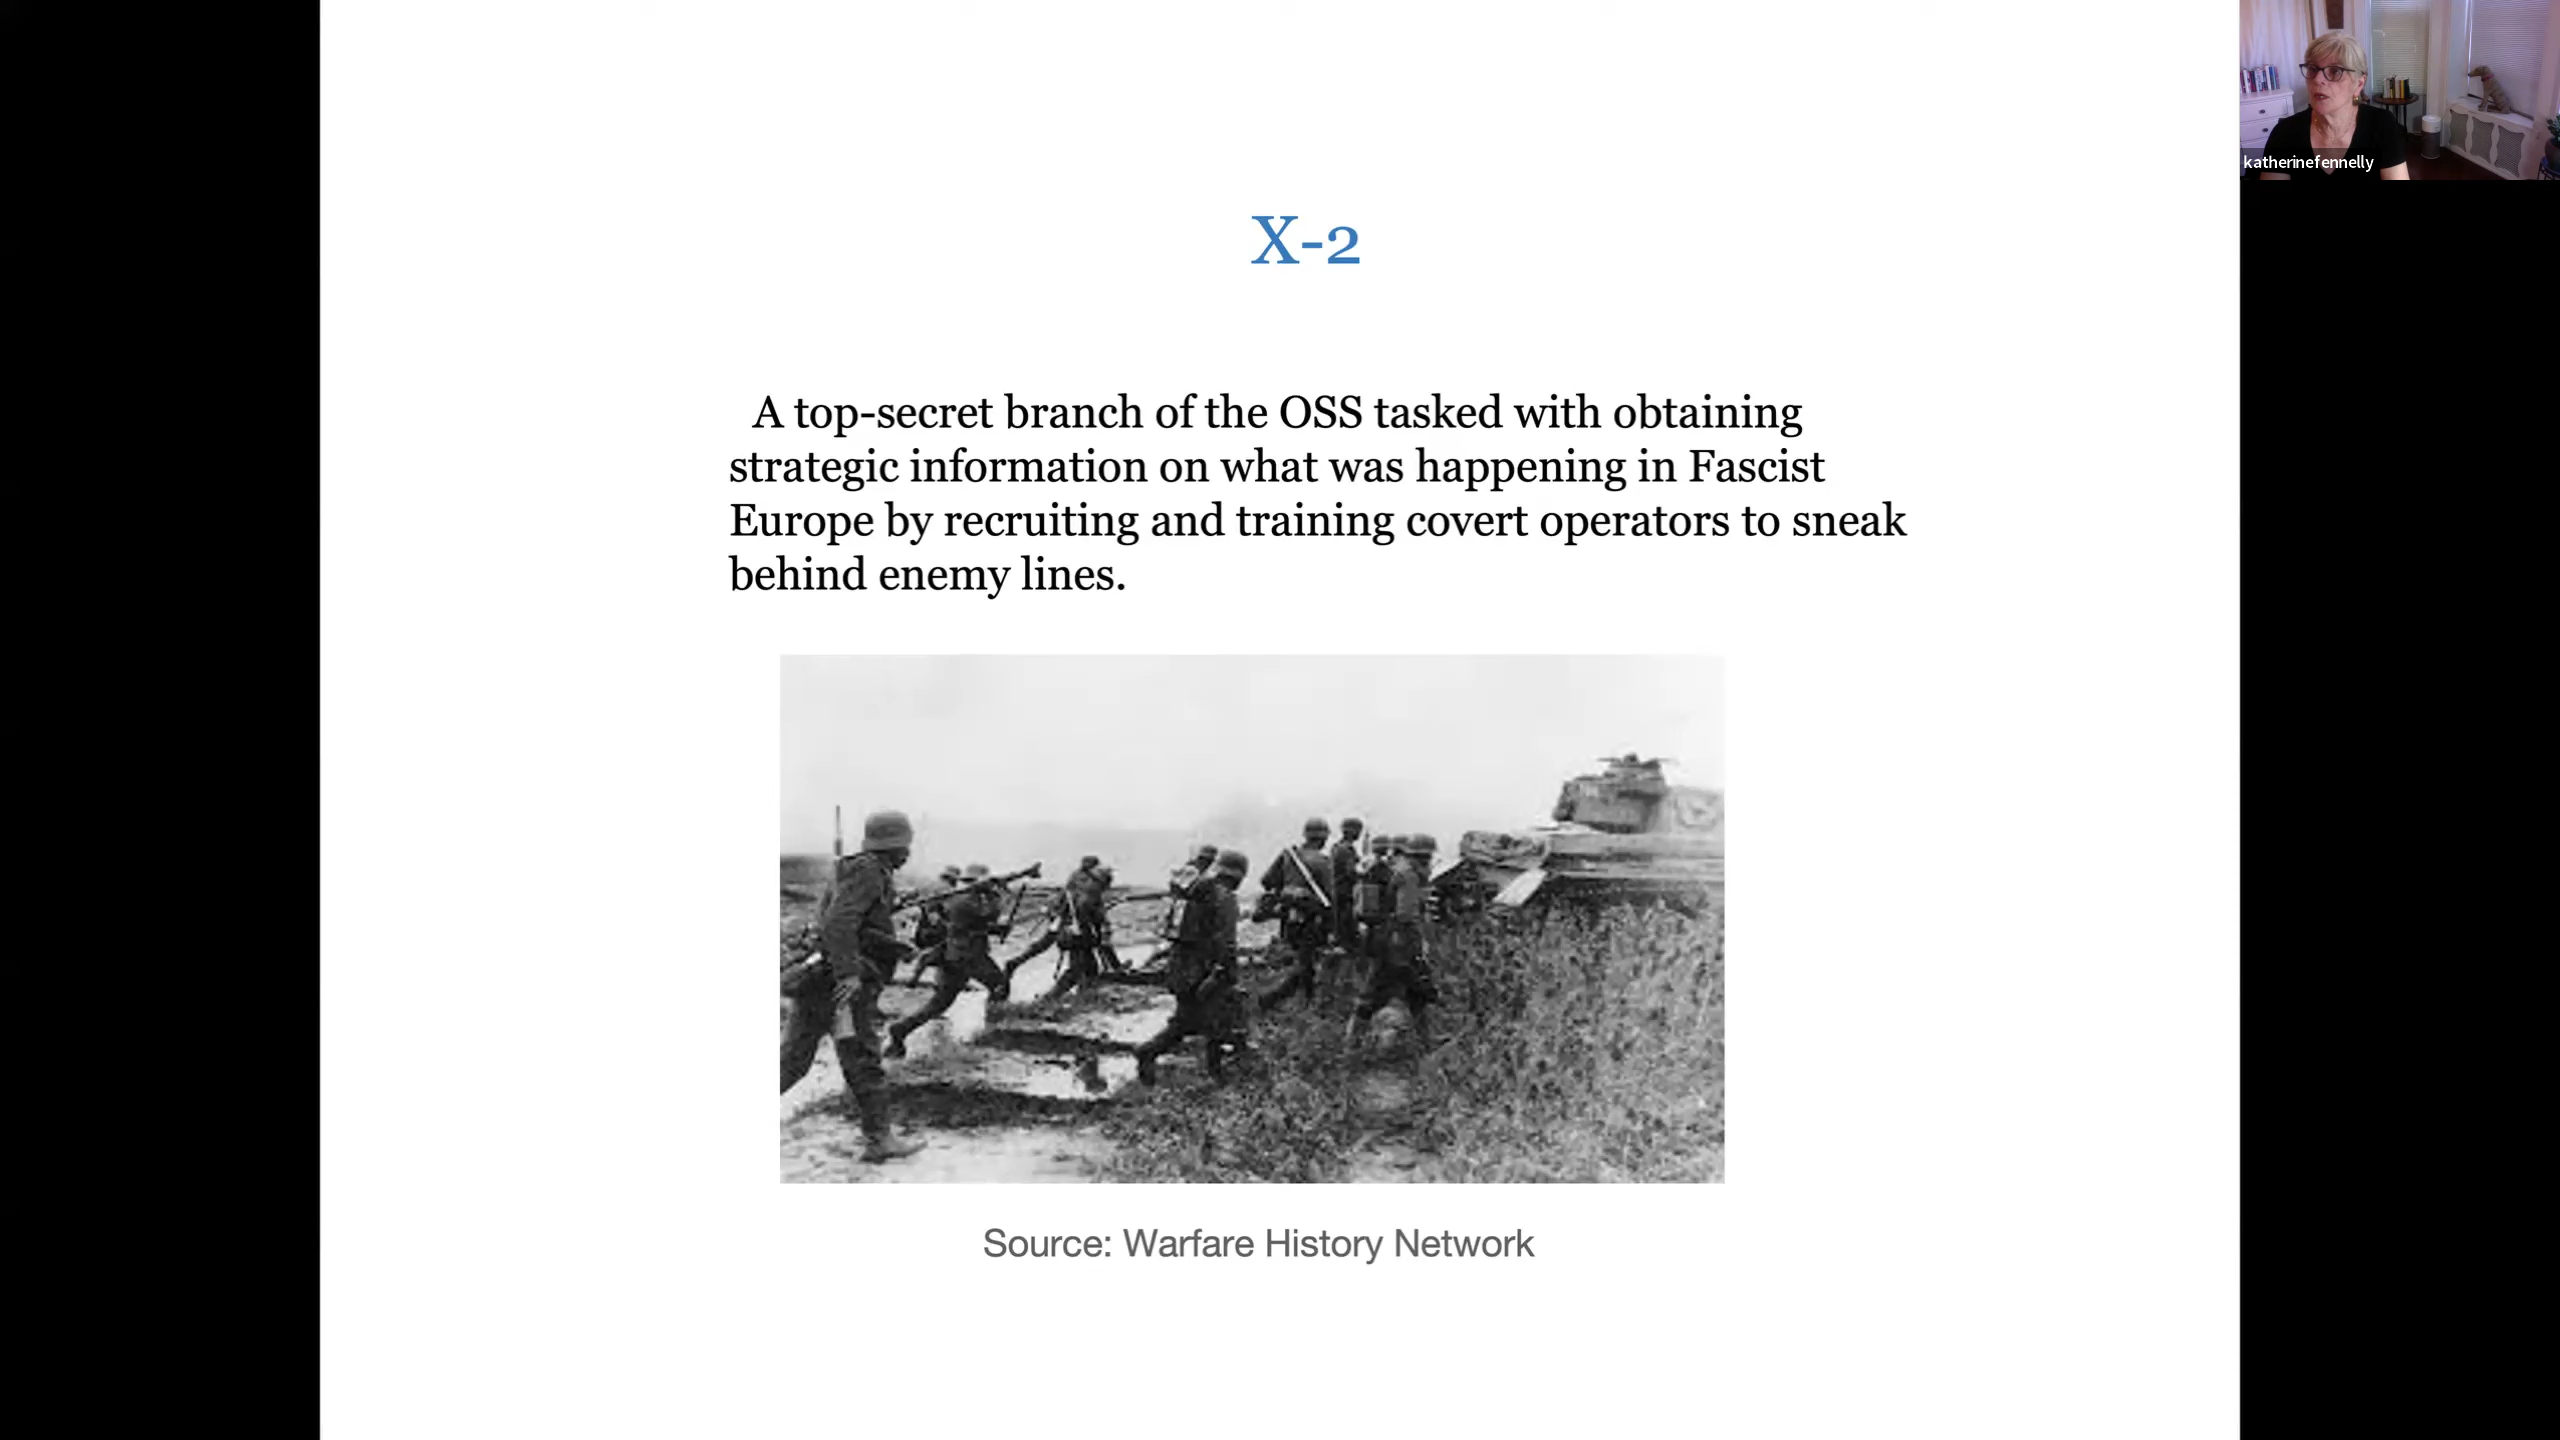 X-2
A top-secret branch of the OSS tasked with obtaining
strategic information on what was happening in Fascist
Europe by recruiting and training covert operators to sneak
behind enemy lines.
Source: Warfare History Network
katherinefennelly